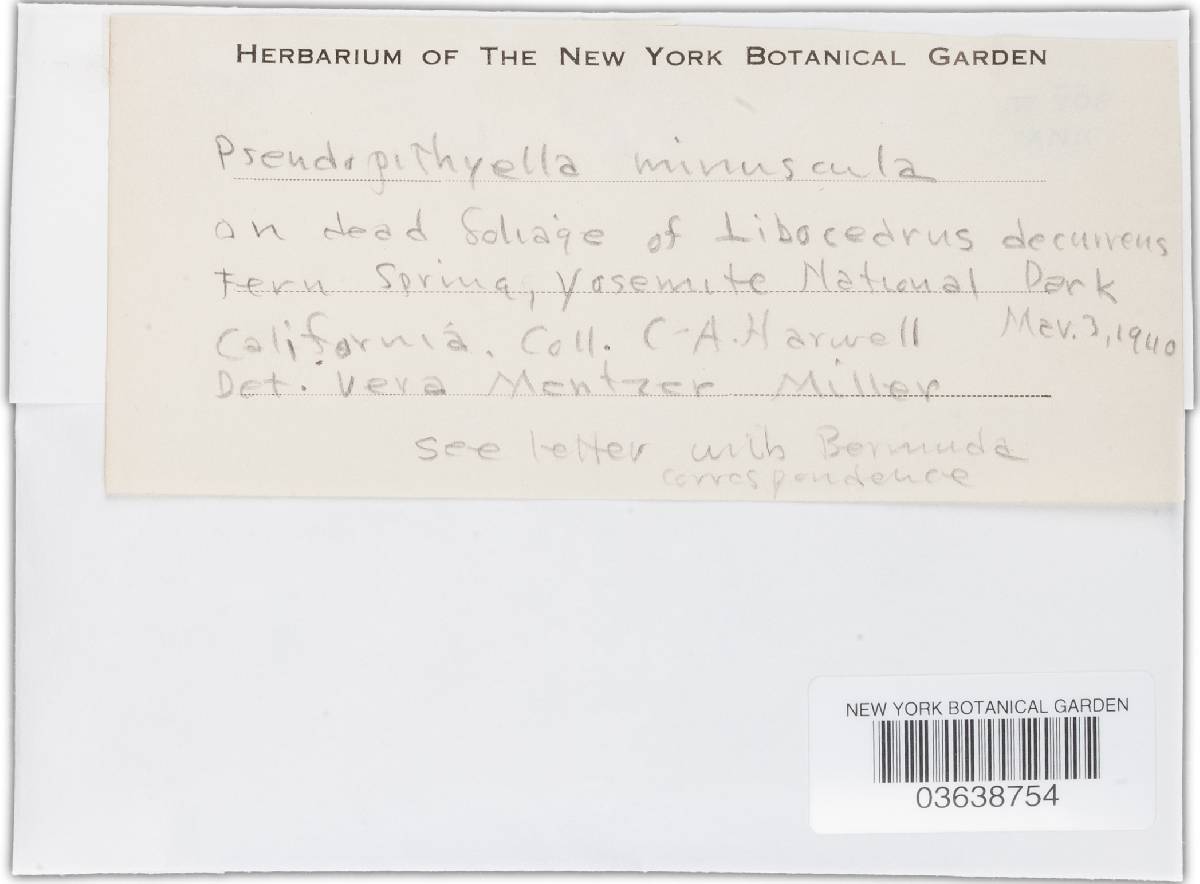 HERBARIUM OF THE NEW YORK BOTANICAL GARDEN
Pseudopithyella minuscula
on dead foliage of Libocedrus decurrens
Fern Spring, Yosemite National Park
California. Coll. C-A. Harwell Mar. 3, 1940
Det. Vera Mentzer Miller
see letter with Bermuda
correspondence
NEW YORK BOTANICAL GARDEN
03638754